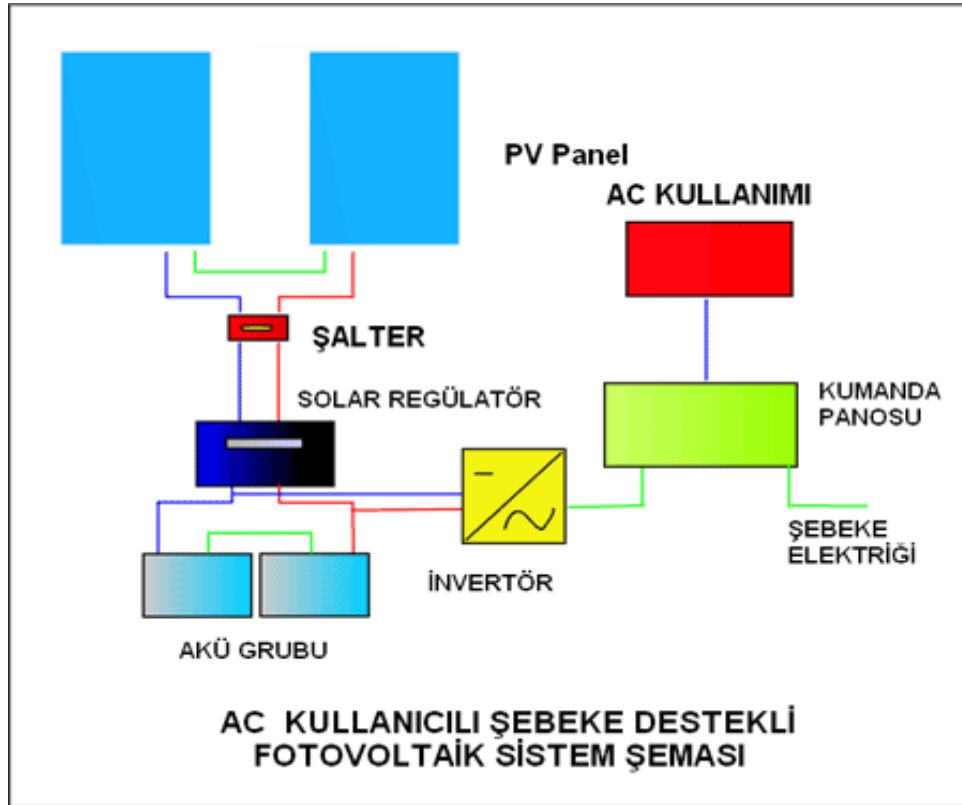 PV Panel
AC KULLANIMI
ŞALTER
SOLAR REGÜLATÖR
KUMANDA
PANOSU
ŞEBEKE
ELEKTRİĞİ
İNVERTÖR
AKÜ GRUBU
AC KULLANICILI ŞEBEKE DESTEKLİ
FOTOVOLTAİK SİSTEM ŞEMASI